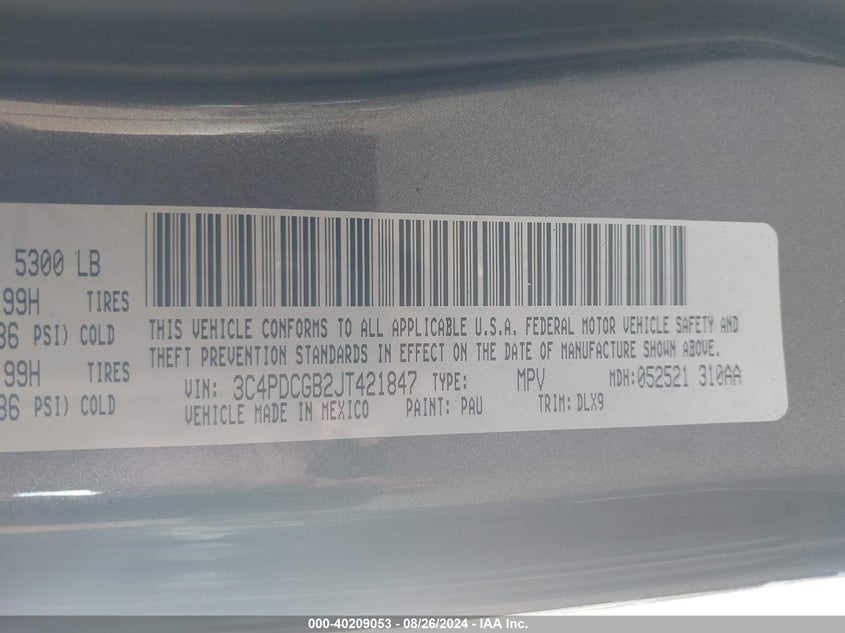 5300 LB
99H TIRES
36 PSI) COLD
99H TIRES
36 PSI) COLD
THIS VEHICLE CONFORMS TO ALL APPLICABLE U.S.A. FEDERAL MOTOR VEHICLE SAFETY AND
THEFT PREVENTION STANDARDS IN EFFECT ON THE DATE OF MANUFACTURE SHOWN ABOVE.
VIN: 3C4PDCGB2JT421847 TYPE: MPV MDH:052521 310AA
VEHICLE MADE IN MEXICO PAINT: PAU TRIM: DLX9
000-40209053 - 08/26/2024 - IAA Inc.